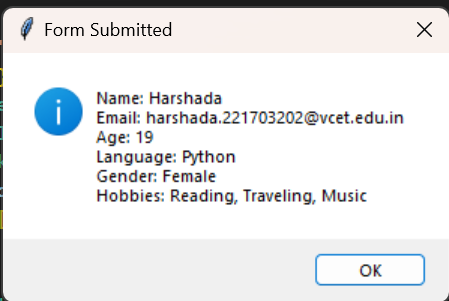 Form Submitted
Name: Harshada
Email: harshada.221703202@vcet.edu.in
Age: 19
Language: Python
Gender: Female
Hobbies: Reading, Traveling, Music
OK